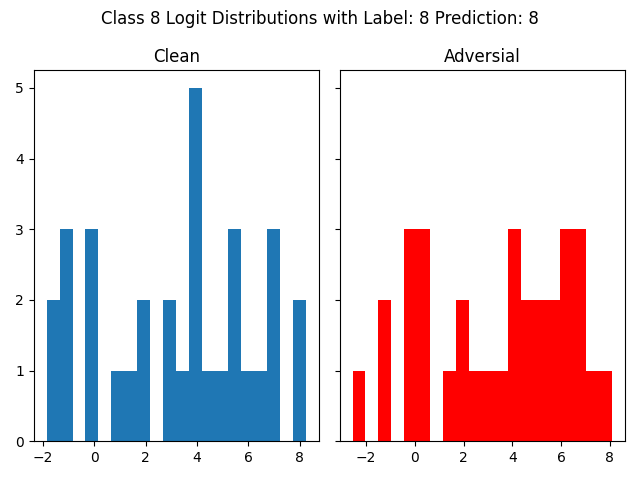 Class 8 Logit Distributions with Label: 8 Prediction: 8
Clean
Adversial
5
4
3
2
1
0
−2 0 2 4 6 8
−2 0 2 4 6 8